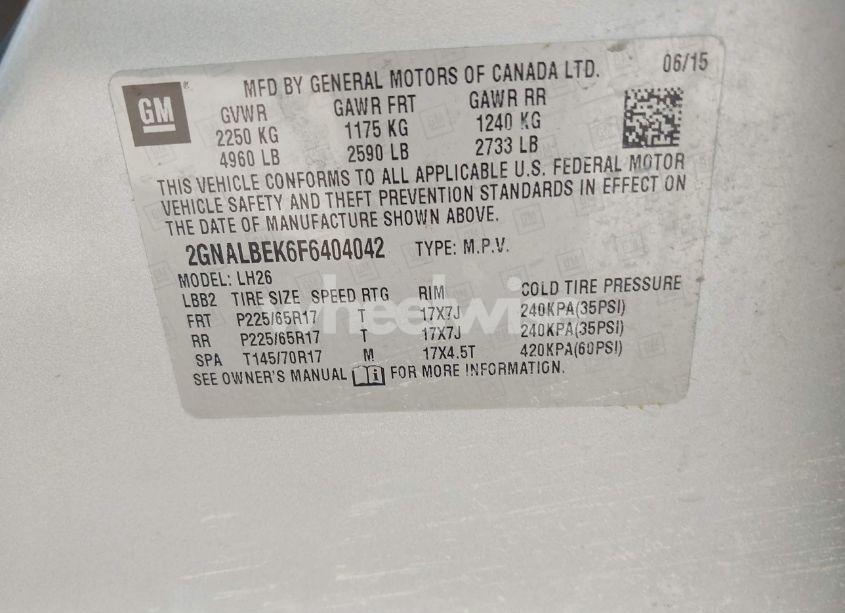 MFD BY GENERAL MOTORS OF CANADA LTD. 06/15
GM
GVWR GAWR FRT GAWR RR
2250 KG 1175 KG 1240 KG
4960 LB 2590 LB 2733 LB
THIS VEHICLE CONFORMS TO ALL APPLICABLE U.S. FEDERAL MOTOR
VEHICLE SAFETY AND THEFT PREVENTION STANDARDS IN EFFECT ON
THE DATE OF MANUFACTURE SHOWN ABOVE.
2GNALBEK6F6404042 TYPE: M.P.V.
MODEL: LH26
LBB2 TIRE SIZE SPEED RTG RIM COLD TIRE PRESSURE
FRT P225/65R17 T 17X7J 240KPA(35PSI)
RR P225/65R17 T 17X7J 240KPA(35PSI)
SPA T145/70R17 M 17X4.5T 420KPA(60PSI)
SEE OWNER'S MANUAL FOR MORE INFORMATION.